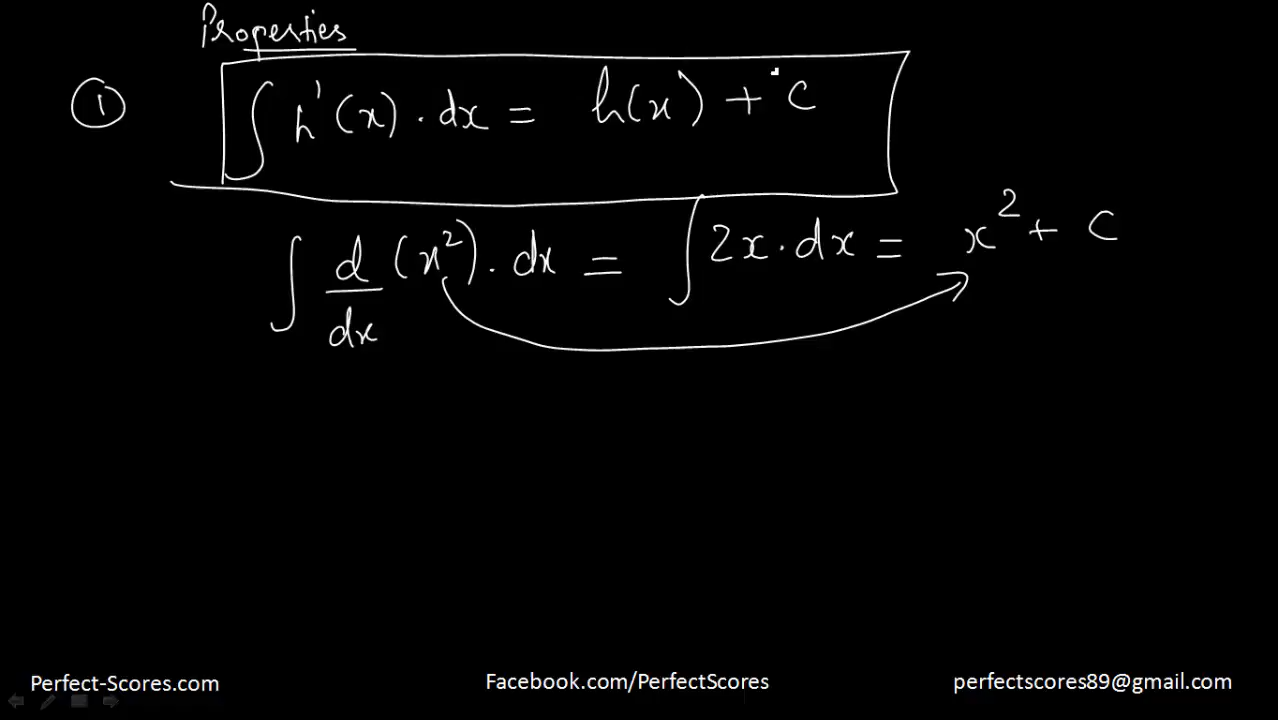 Properties
① ∫ h'(x) · dx = h(x) + c
∫ d/dx (x²) · dx = ∫ 2x · dx = x² + c
Perfect-Scores.com Facebook.com/PerfectScores perfectscores89@gmail.com